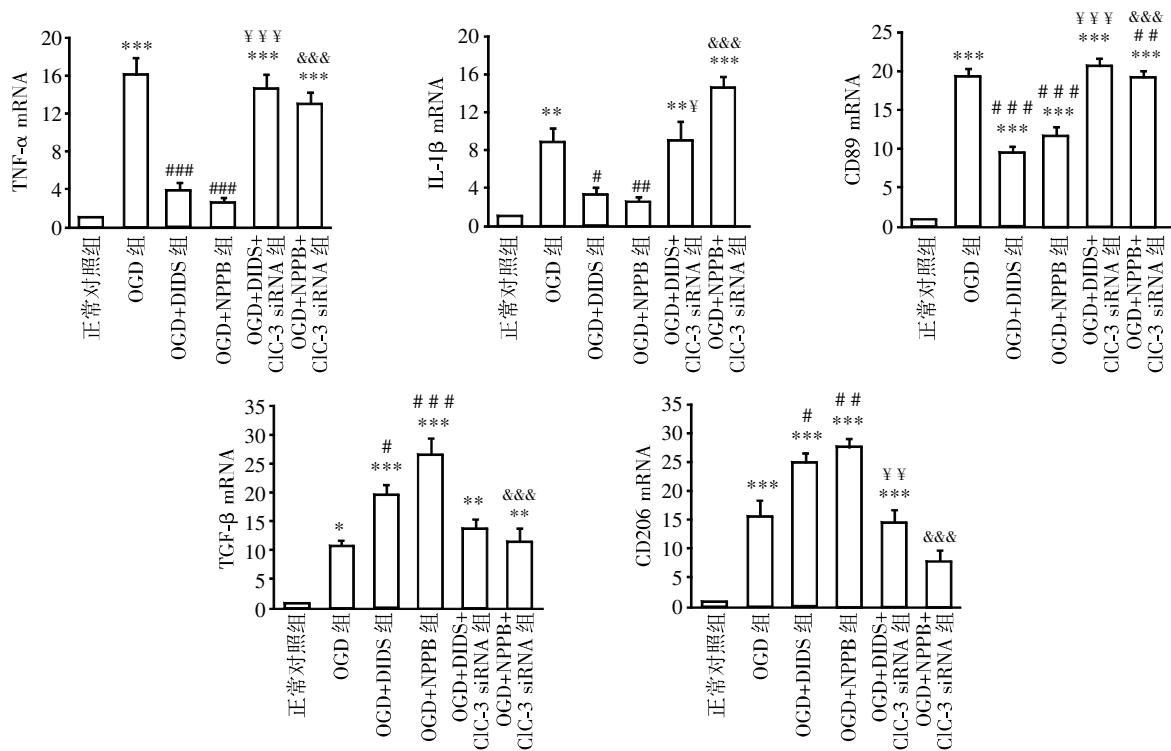 TNF-α mRNA
20
16
12
8
4
0
***
###
###
¥ ¥ ¥
***
&&&
***
正常对照组
OGD 组
OGD+DIDS 组
OGD+NPPB 组
OGD+DIDS+
ClC-3 siRNA 组
OGD+NPPB+
ClC-3 siRNA 组
IL-1β mRNA
20
16
12
8
4
0
**
#
##
**¥
&&&
***
正常对照组
OGD 组
OGD+DIDS 组
OGD+NPPB 组
OGD+DIDS+
ClC-3 siRNA 组
OGD+NPPB+
ClC-3 siRNA 组
CD89 mRNA
25
20
15
10
5
0
***
# # #
***
# # #
***
¥ ¥ ¥
***
&&&
# #
***
正常对照组
OGD 组
OGD+DIDS 组
OGD+NPPB 组
OGD+DIDS+
ClC-3 siRNA 组
OGD+NPPB+
ClC-3 siRNA 组
TGF-β mRNA
35
30
25
20
15
10
5
0
*
#
***
# # #
***
**
&&&
**
正常对照组
OGD 组
OGD+DIDS 组
OGD+NPPB 组
OGD+DIDS+
ClC-3 siRNA 组
OGD+NPPB+
ClC-3 siRNA 组
CD206 mRNA
35
30
25
20
15
10
5
0
***
#
***
# #
***
¥ ¥
***
&&&
正常对照组
OGD 组
OGD+DIDS 组
OGD+NPPB 组
OGD+DIDS+
ClC-3 siRNA 组
OGD+NPPB+
ClC-3 siRNA 组